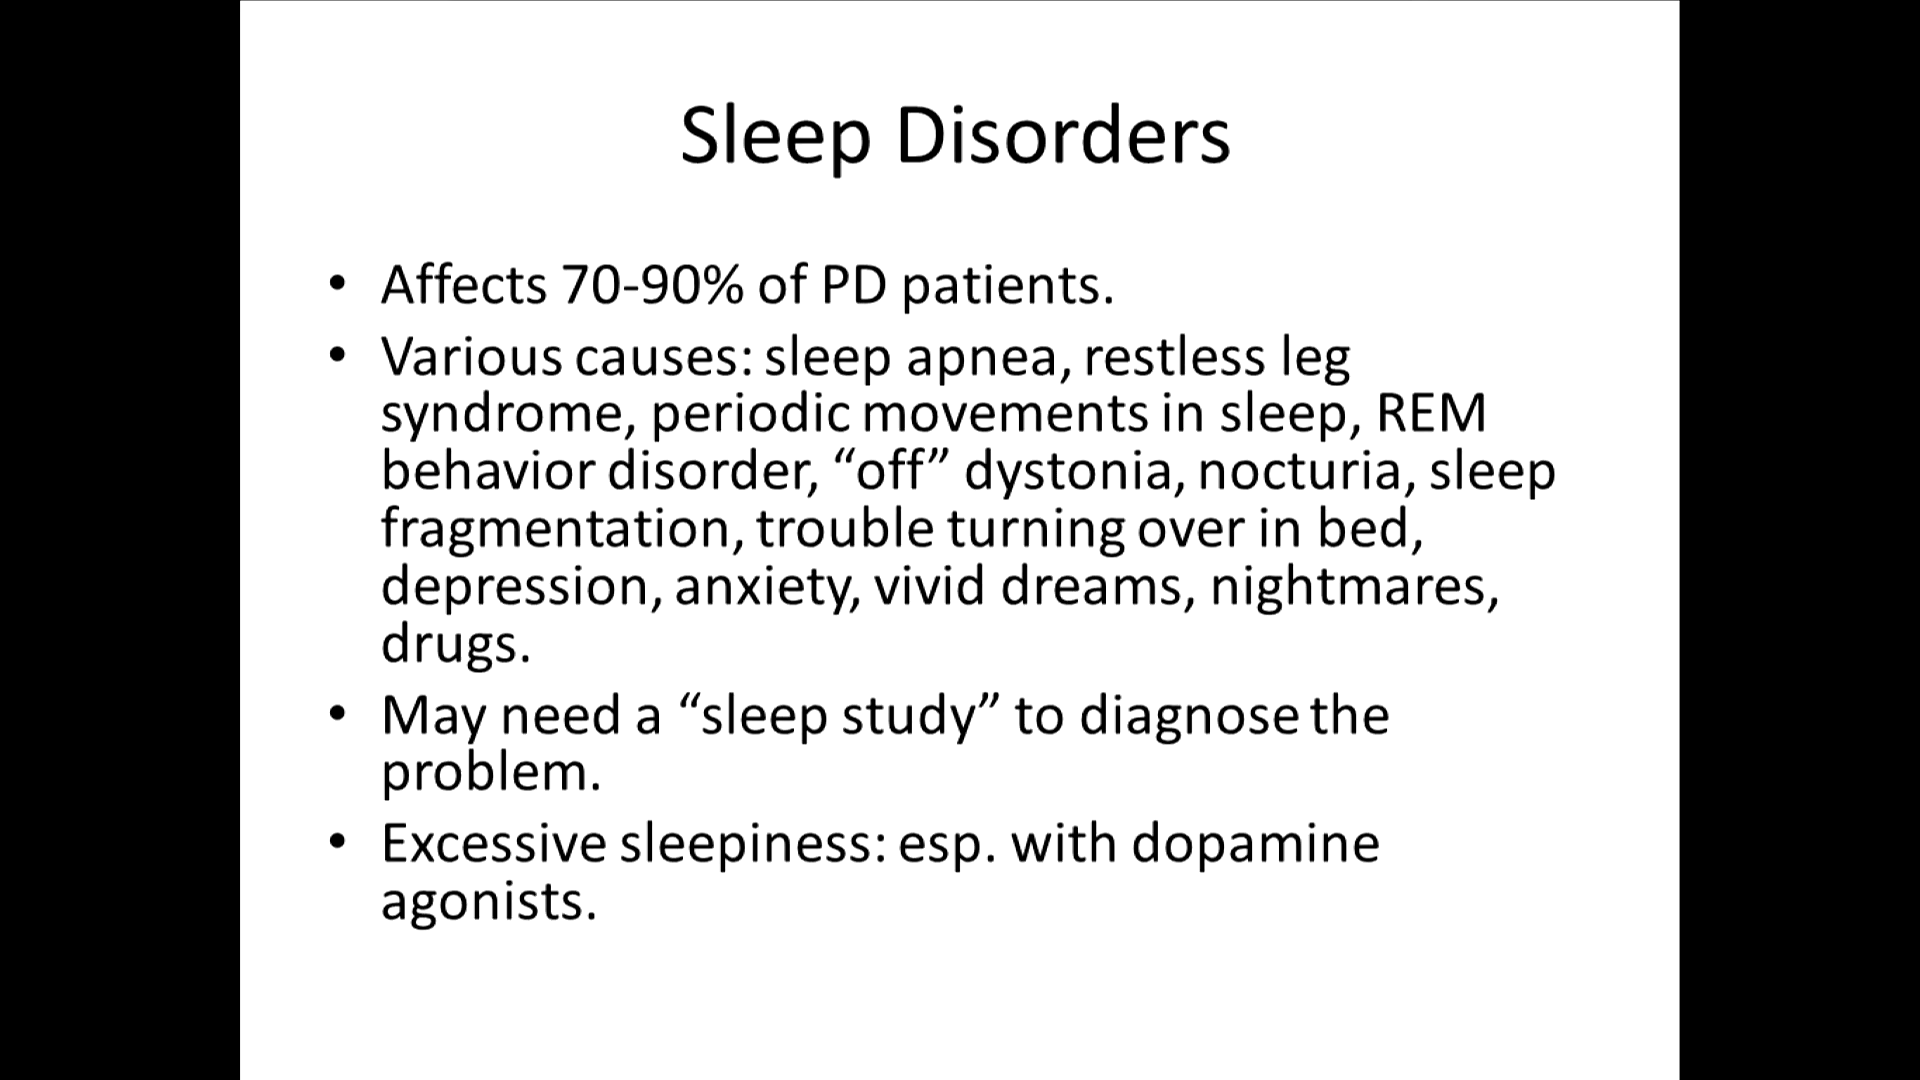 Sleep Disorders
• Affects 70-90% of PD patients.
• Various causes: sleep apnea, restless leg
syndrome, periodic movements in sleep, REM
behavior disorder, “off” dystonia, nocturia, sleep
fragmentation, trouble turning over in bed,
depression, anxiety, vivid dreams, nightmares,
drugs.
• May need a “sleep study” to diagnose the
problem.
• Excessive sleepiness: esp. with dopamine
agonists.